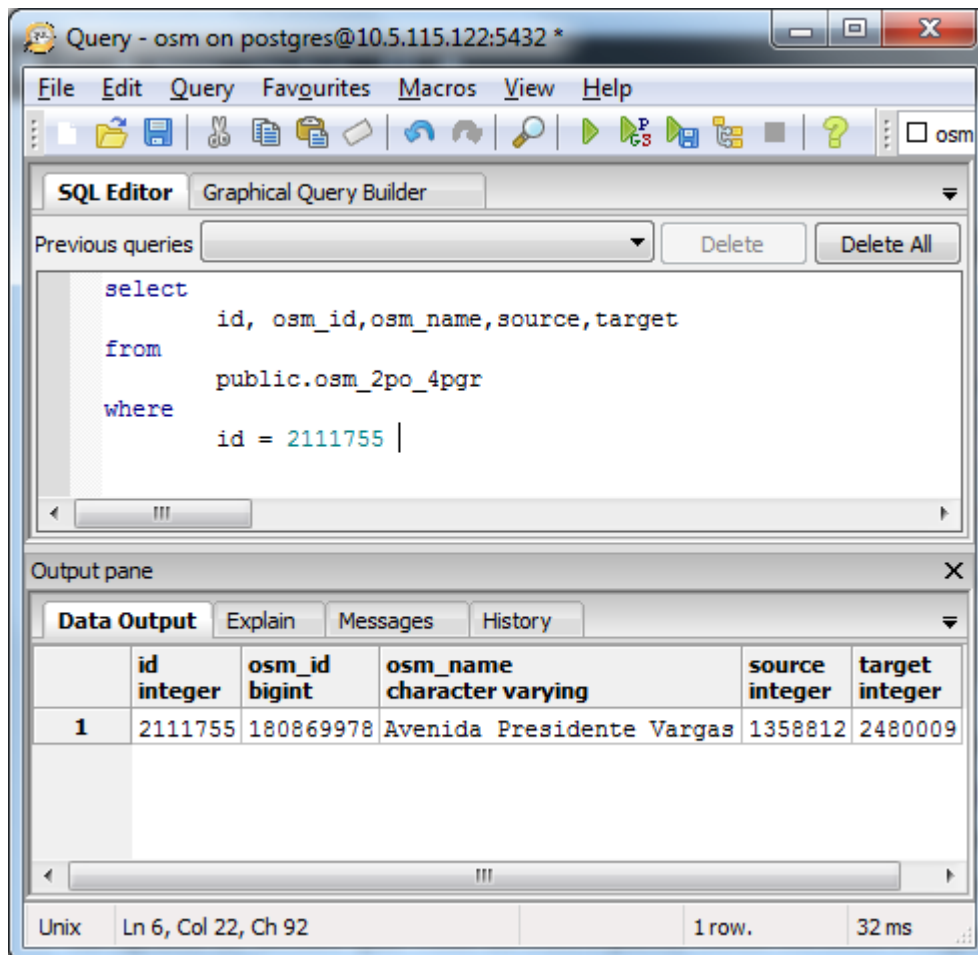 Query - osm on postgres@10.5.115.122:5432 *
File Edit Query Favourites Macros View Help
osm
SQL Editor Graphical Query Builder
Previous queries Delete Delete All
select
id, osm_id,osm_name,source,target
from
public.osm_2po_4pgr
where
id = 2111755
Output pane
Data Output Explain Messages History
id osm_id osm_name source target
integer bigint character varying integer integer
1 2111755 180869978 Avenida Presidente Vargas 1358812 2480009
Unix Ln 6, Col 22, Ch 92 1 row. 32 ms